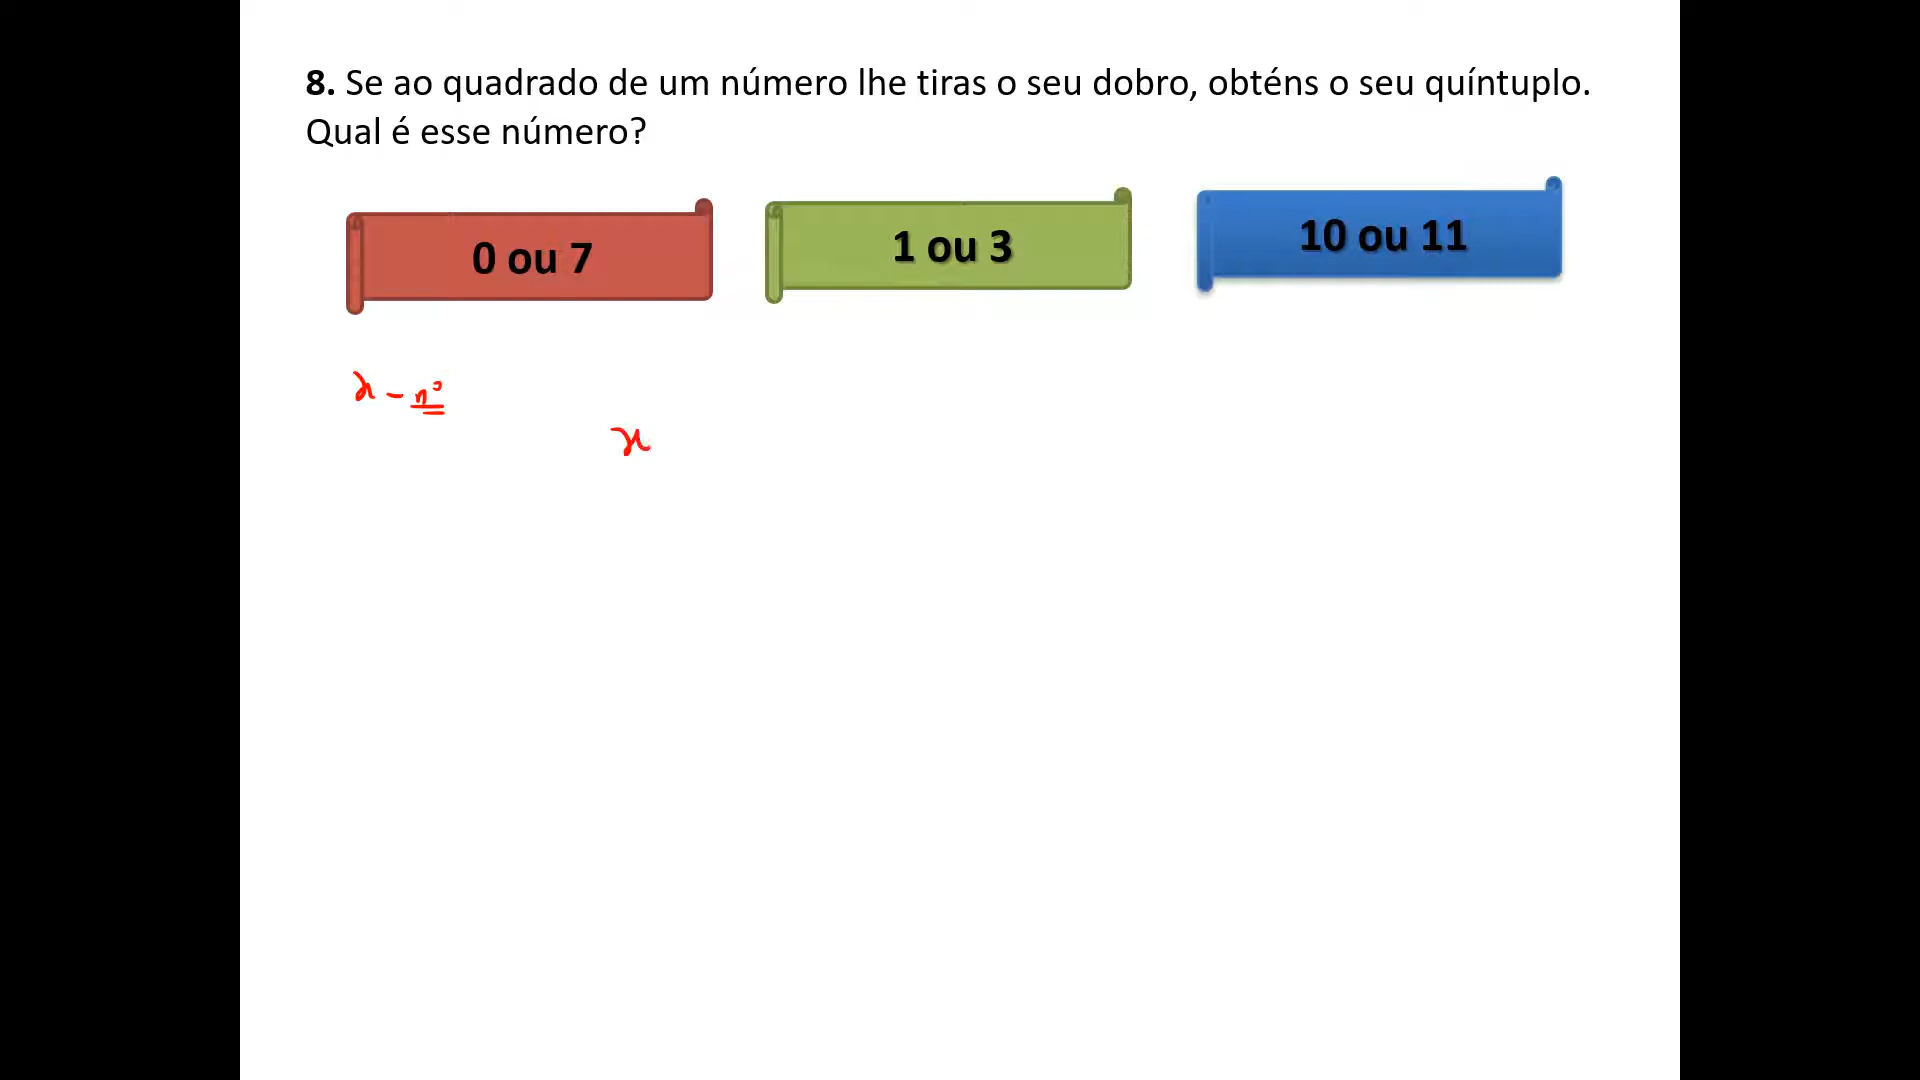 8. Se ao quadrado de um número lhe tiras o seu dobro, obténs o seu quíntuplo.
Qual é esse número?
0 ou 7
1 ou 3
10 ou 11
x - nº
x